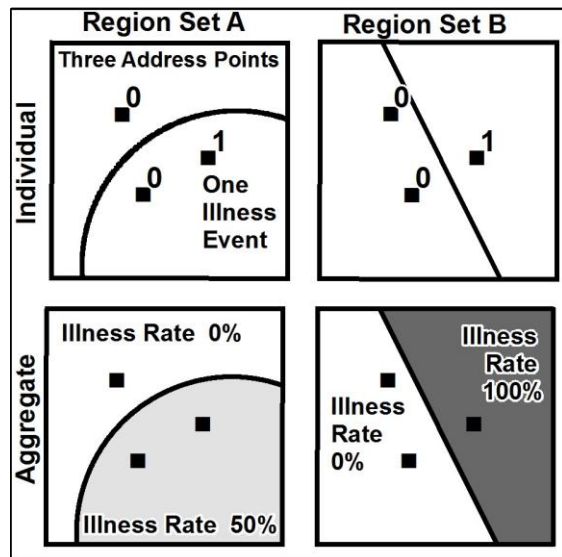 Region Set A
Region Set B
Individual
Three Address Points
0
1
0
One
Illness
Event
0
1
0
Aggregate
Illness Rate 0%
Illness Rate 50%
Illness
Rate
100%
Illness
Rate
0%